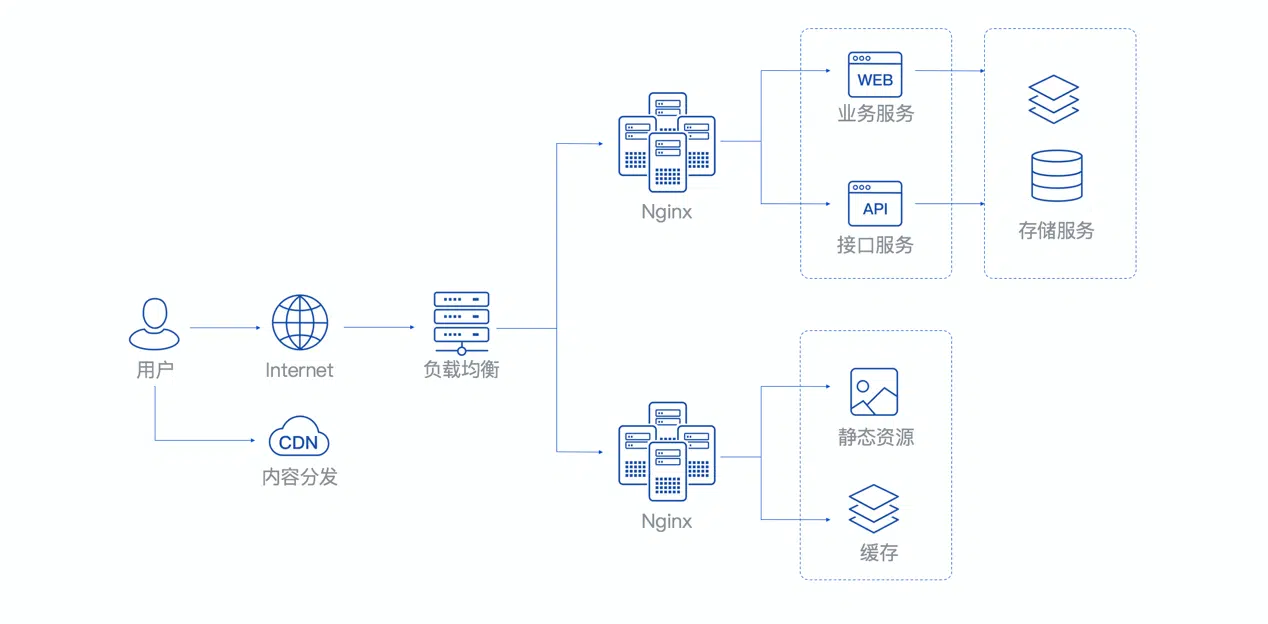 WEB
业务服务
Nginx
API
接口服务
存储服务
用户
Internet
负载均衡
CDN
内容分发
静态资源
Nginx
缓存